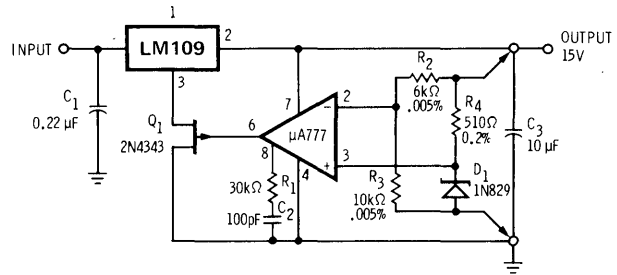 1
INPUT
LM109
2
OUTPUT
15V
3
C1
0.22 μF
Q1
2N4343
6
7
μA777
8
4
2
−
3
+
R1
30kΩ
C2
100pF
R2
6kΩ
.005%
R4
510Ω
0.2%
R3
10kΩ
.005%
D1
1N829
C3
10 μF